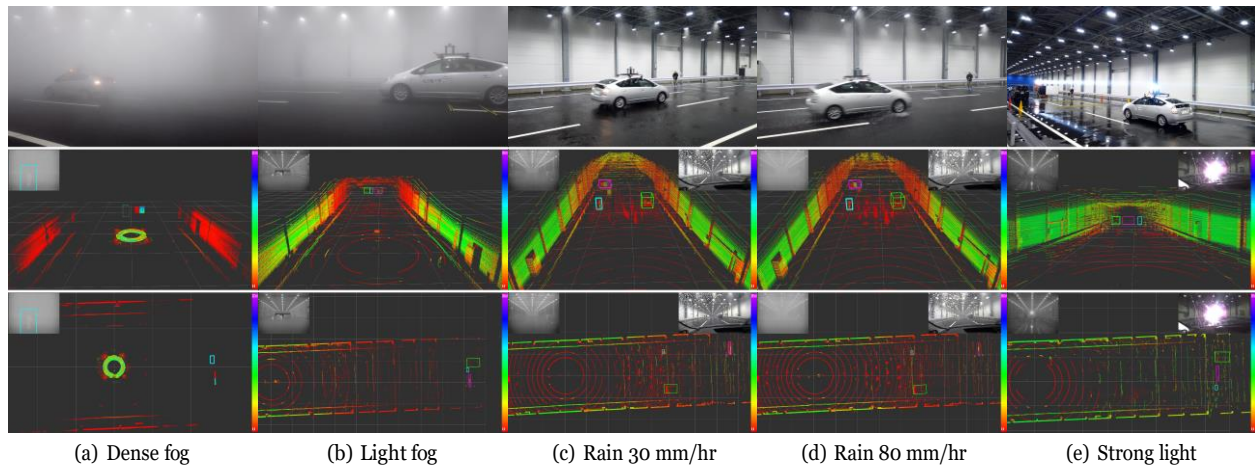 (a) Dense fog
(b) Light fog
(c) Rain 30 mm/hr
(d) Rain 80 mm/hr
(e) Strong light